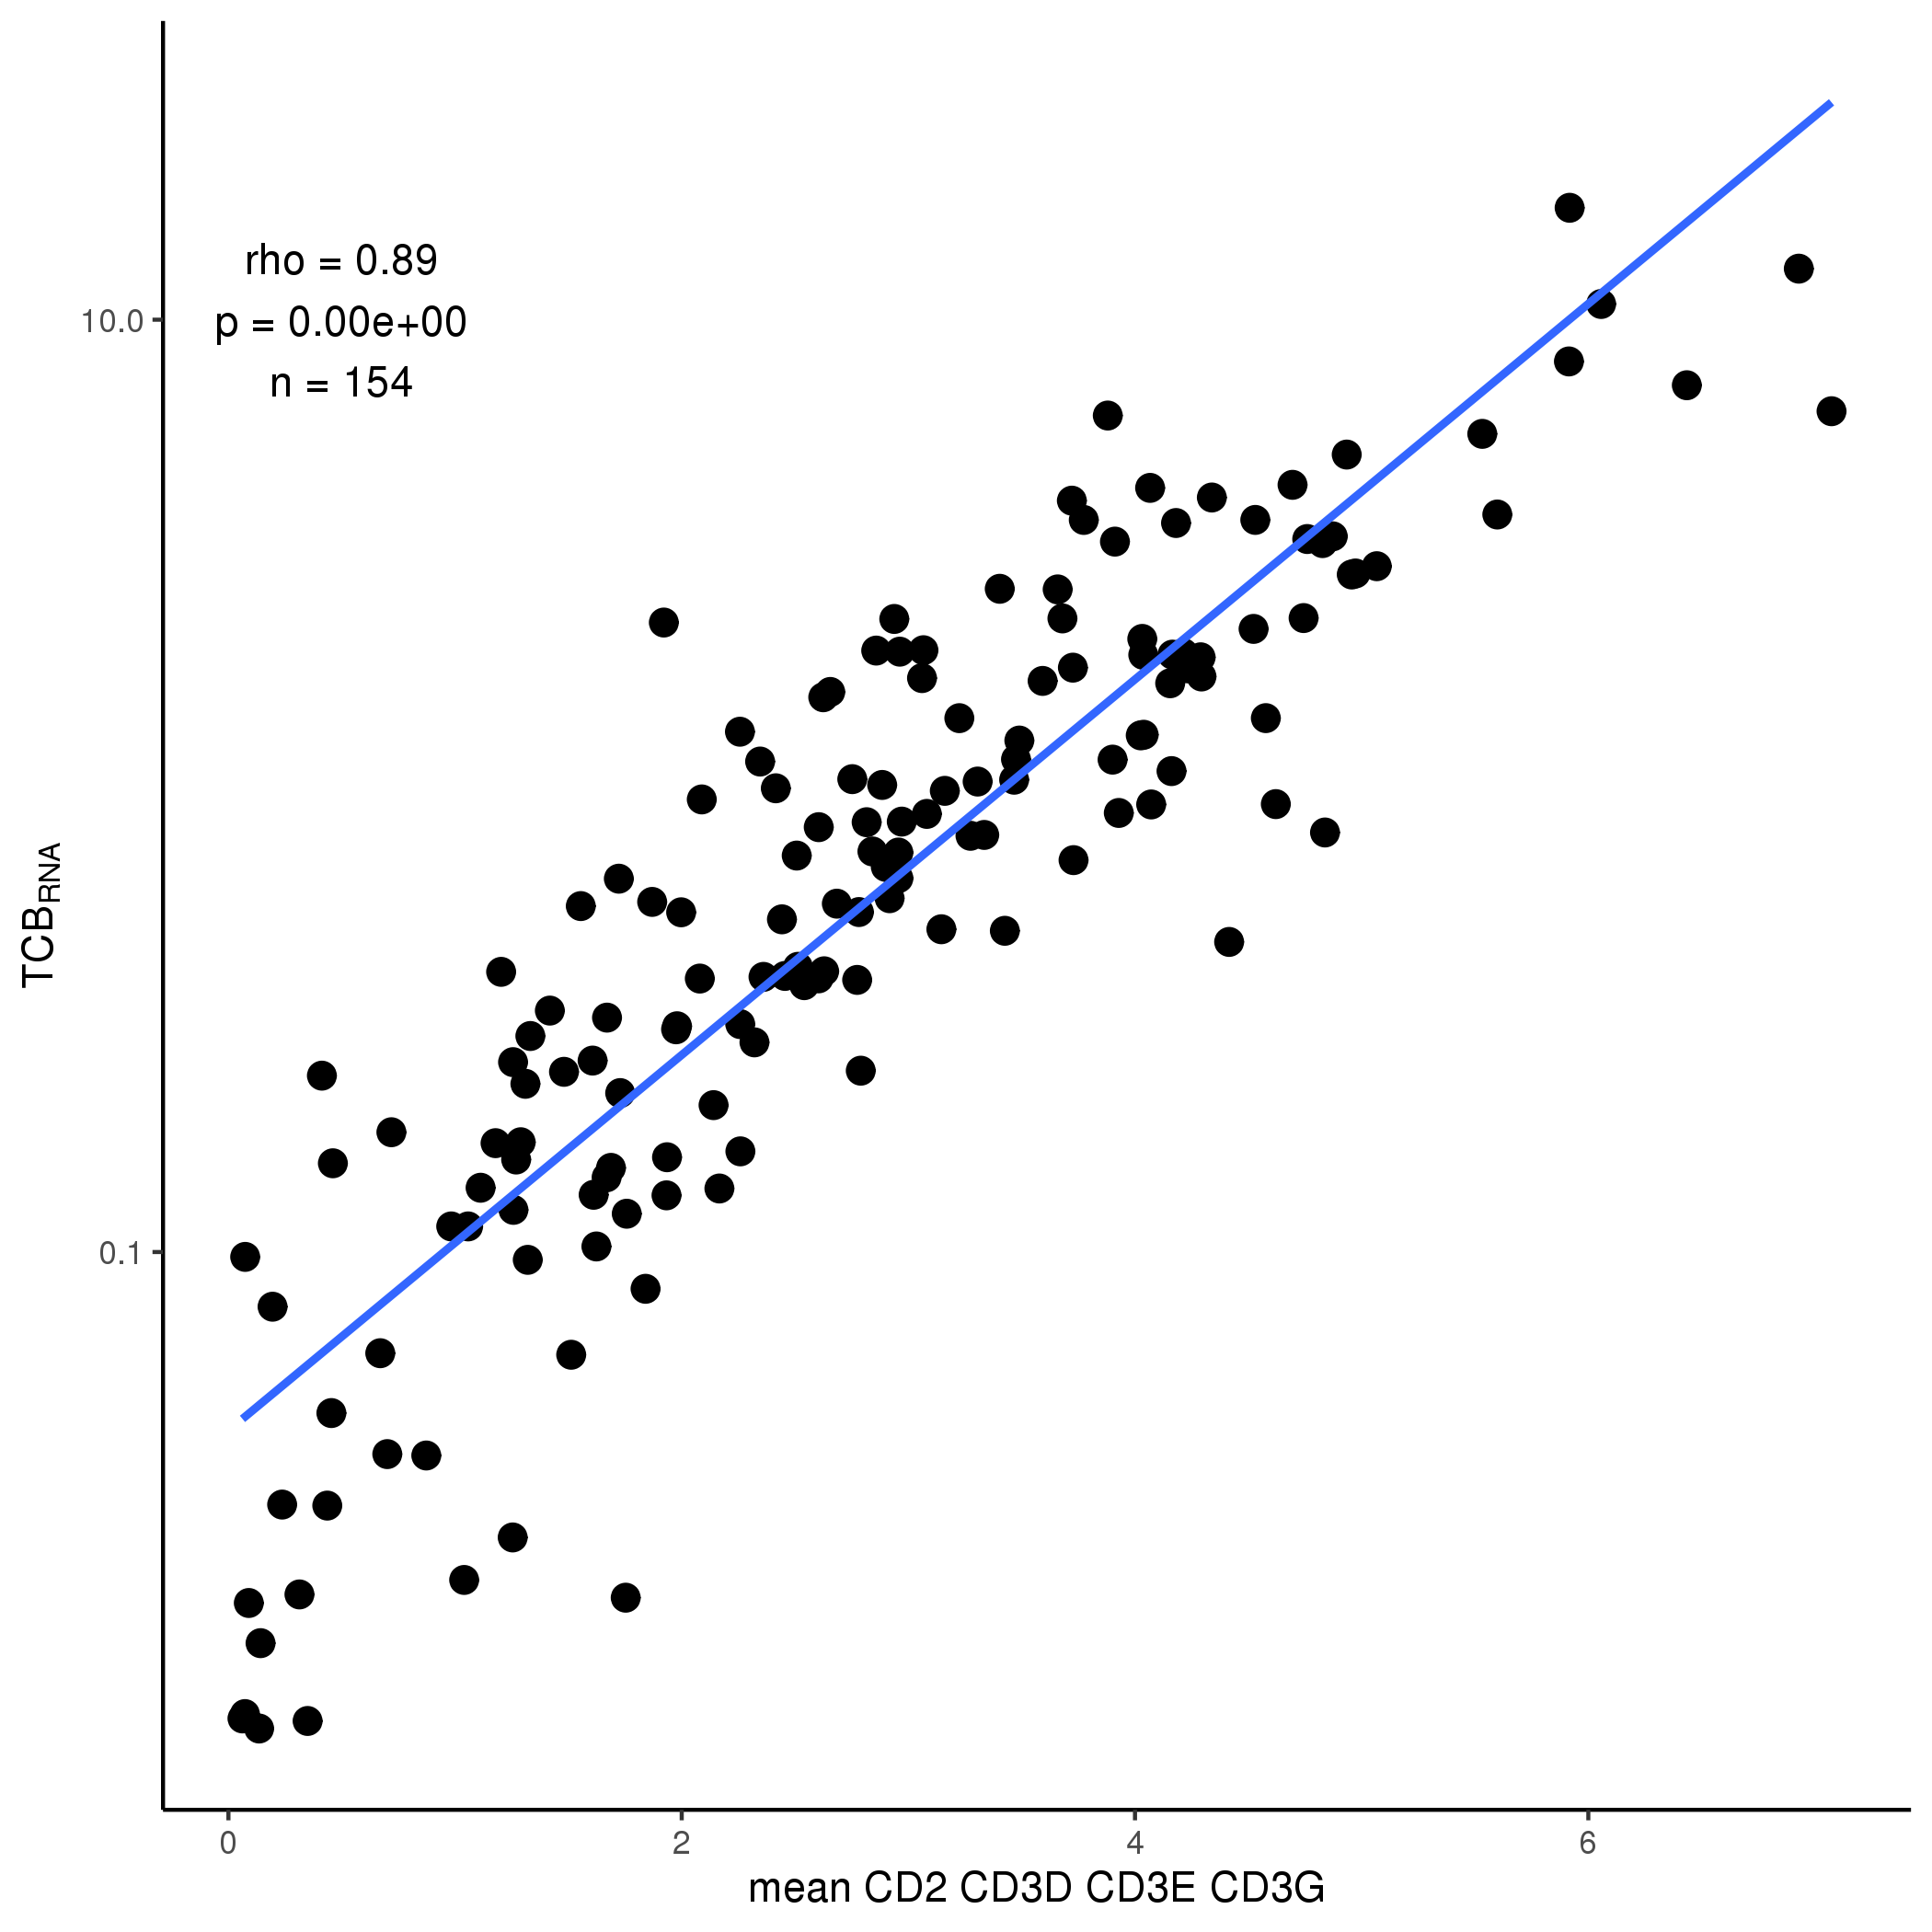 rho = 0.89
p = 0.00e+00
n = 154
10.0
0.1
TCBRNA
0 2 4 6
mean CD2 CD3D CD3E CD3G